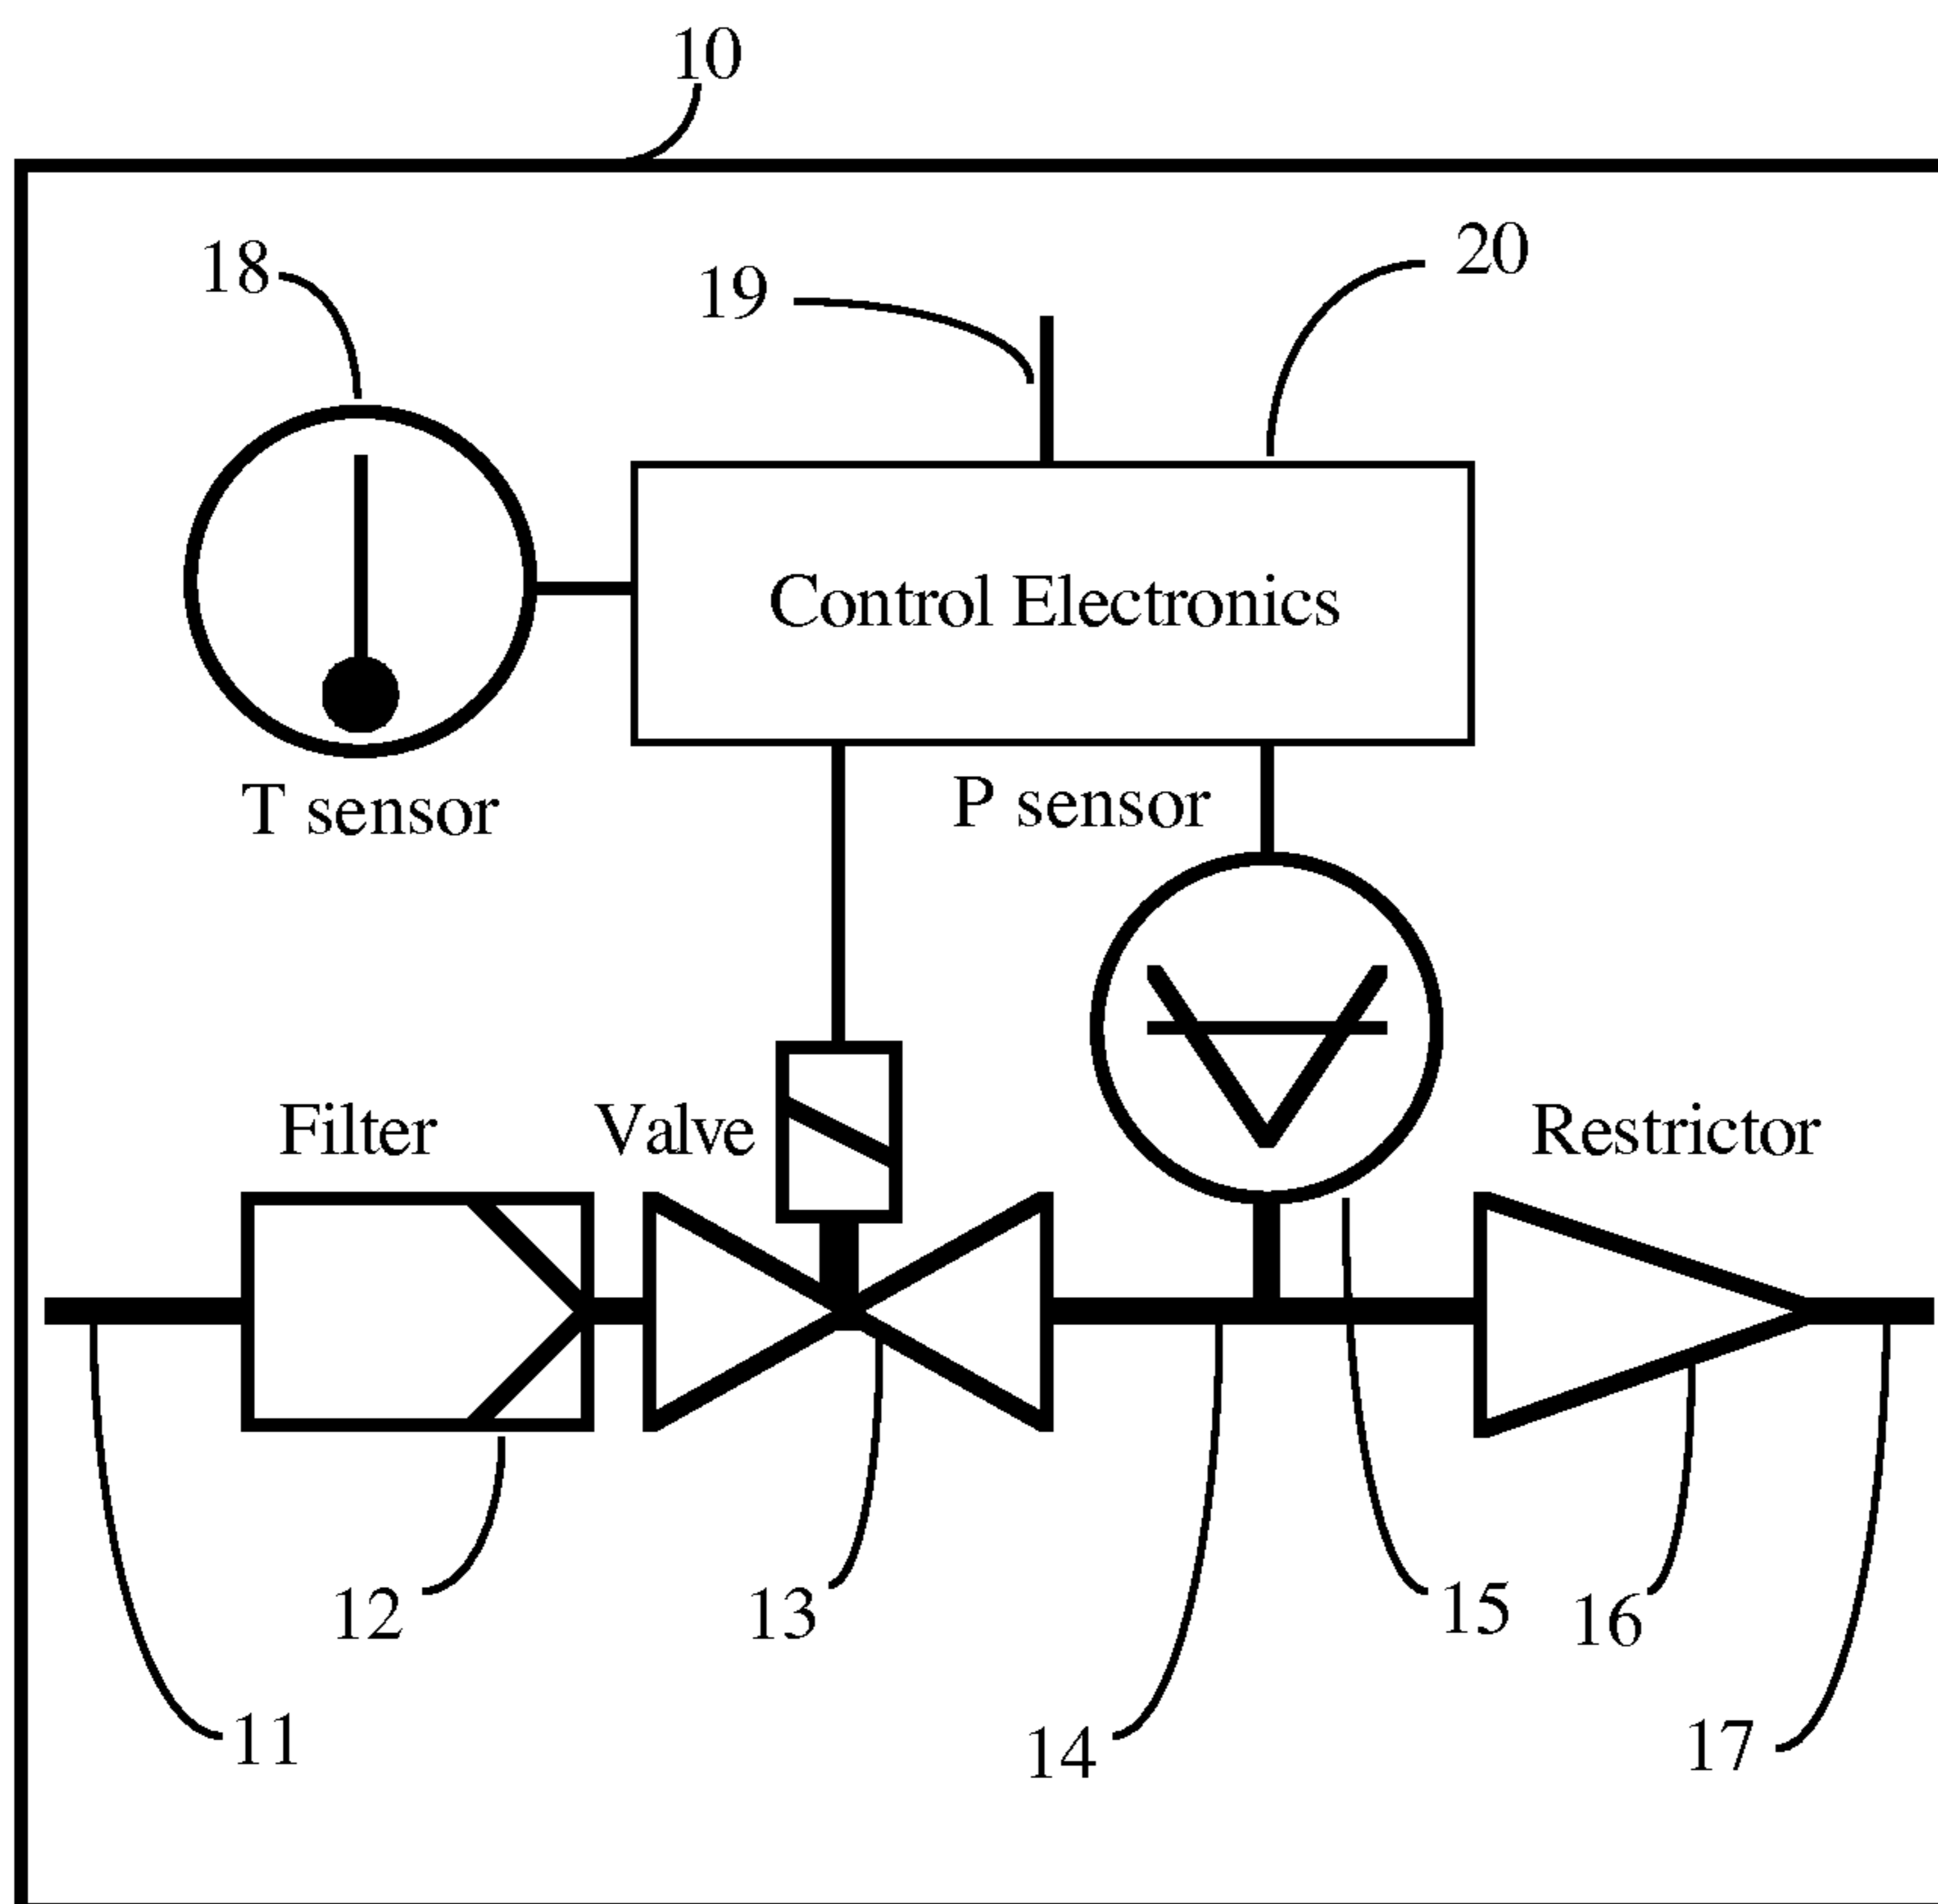 10
18
19
20
Control Electronics
T sensor
P sensor
Filter
Valve
Restrictor
12
13
15
16
11
14
17